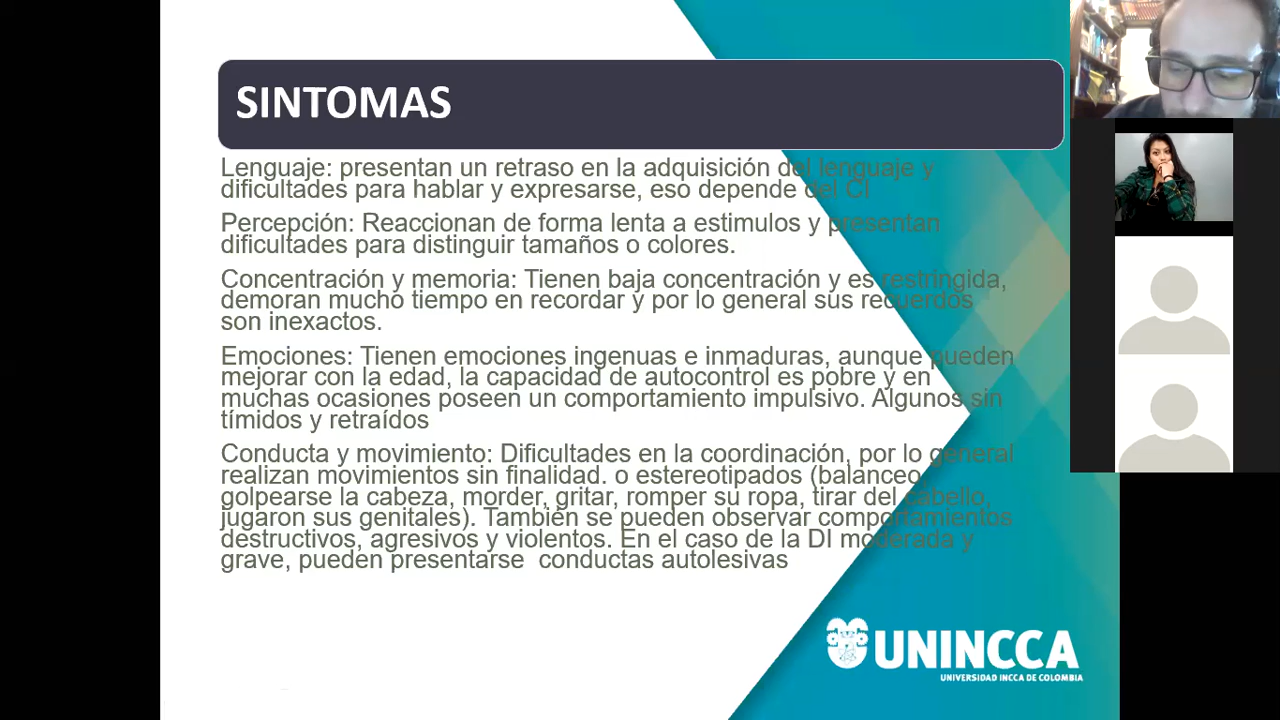 SINTOMAS
Lenguaje: presentan un retraso en la adquisición del lenguaje y
dificultades para hablar y expresarse, eso depende del CI
Percepción: Reaccionan de forma lenta a estimulos y presentan
dificultades para distinguir tamaños o colores.
Concentración y memoria: Tienen baja concentración y es restringida,
demoran mucho tiempo en recordar y por lo general sus recuerdos
son inexactos.
Emociones: Tienen emociones ingenuas e inmaduras, aunque pueden
mejorar con la edad, la capacidad de autocontrol es pobre y en
muchas ocasiones poseen un comportamiento impulsivo. Algunos sin
tímidos y retraídos
Conducta y movimiento: Dificultades en la coordinación, por lo general
realizan movimientos sin finalidad. o estereotipados (balanceo,
golpearse la cabeza, morder, gritar, romper su ropa, tirar del cabello,
jugaron sus genitales). También se pueden observar comportamientos
destructivos, agresivos y violentos. En el caso de la DI moderada y
grave, pueden presentarse  conductas autolesivas
UNINCCA
UNIVERSIDAD INCCA DE COLOMBIA